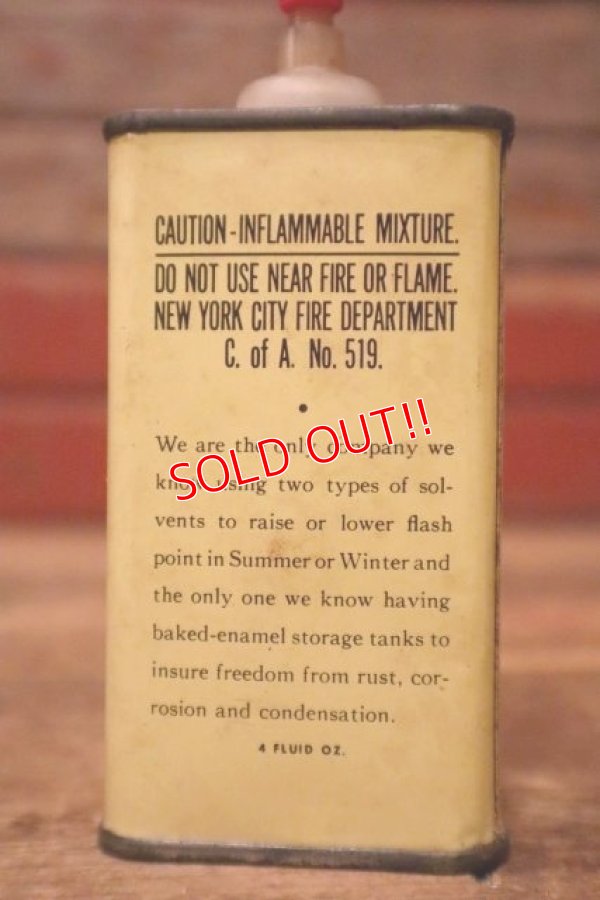 CAUTION-INFLAMMABLE MIXTURE.
DO NOT USE NEAR FIRE OR FLAME.
NEW YORK CITY FIRE DEPARTMENT
C. of A. No. 519.
•
We are the only company we
know using two types of sol-
vents to raise or lower flash
point in Summer or Winter and
the only one we know having
baked-enamel storage tanks to
insure freedom from rust, cor-
rosion and condensation.
4 FLUID OZ.
SOLD OUT!!